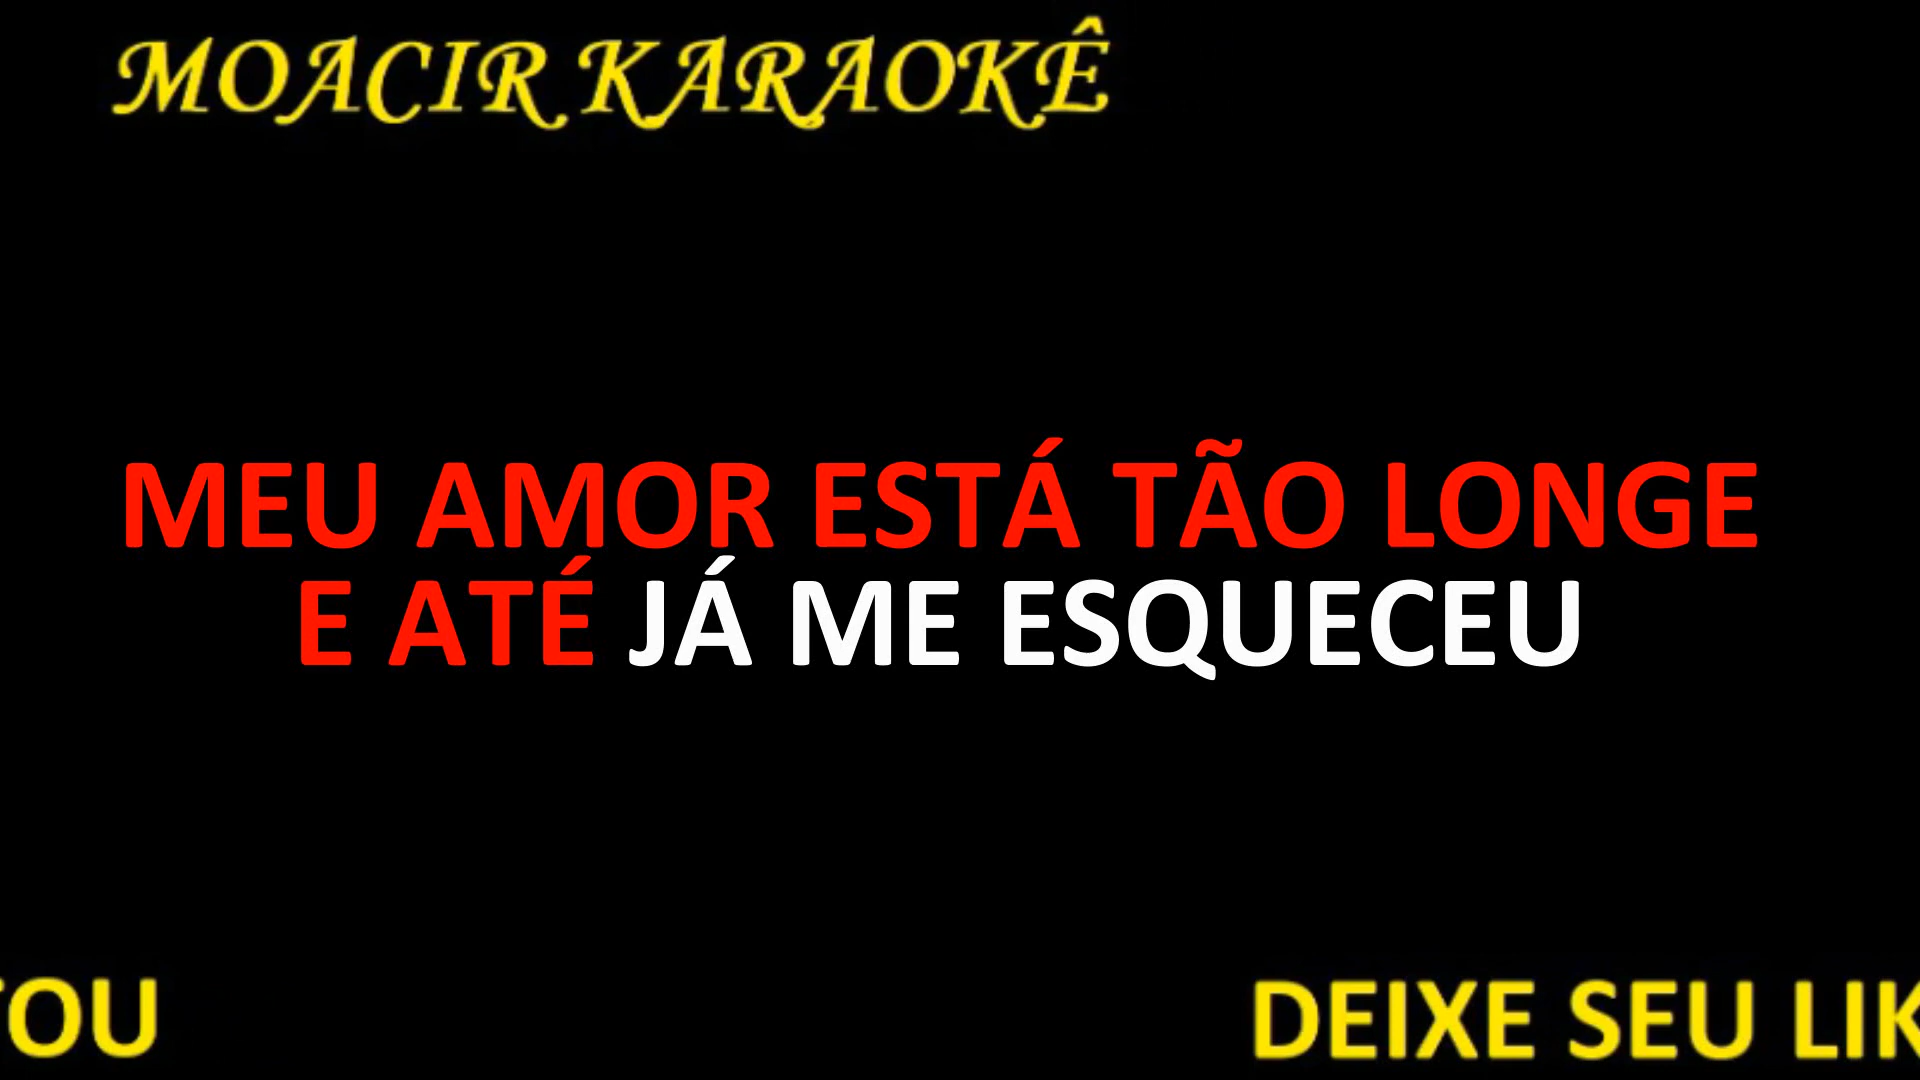 MOACIR KARAOKÊ
MEU AMOR ESTÁ TÃO LONGE
E ATÉ JÁ ME ESQUECEU
DEIXE SEU